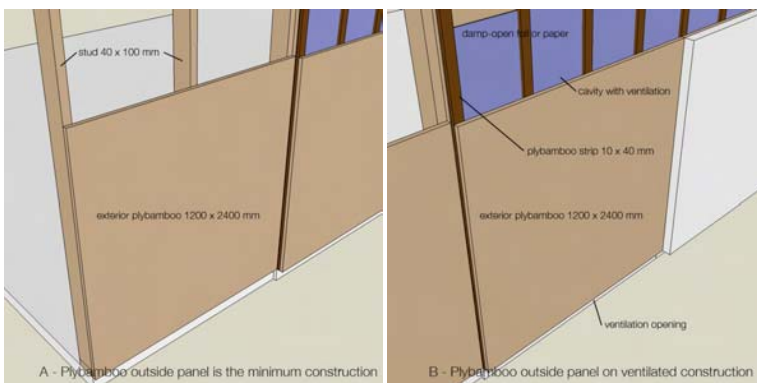 stud 40 x 100 mm
exterior plybamboo 1200 x 2400 mm
A - Plybamboo outside panel is the minimum construction
damp-open foil or paper
cavity with ventilation
plybamboo strip 10 x 40 mm
exterior plybamboo 1200 x 2400 mm
ventilation opening
B - Plybamboo outside panel on ventilated construction